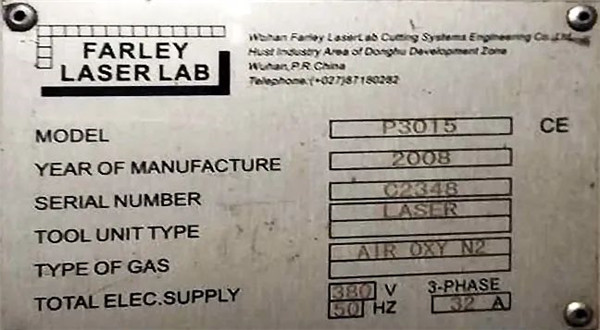 FARLEY
LASERLAB
Wuhan Farley LaserLab Cutting Systems Engineering Co.,Ltd.
Hust Industry Area of Donghu Development Zone
Wuhan,P.R.China
Telephone:(+027)87180282
MODEL P3015 CE
YEAR OF MANUFACTURE 2008
SERIAL NUMBER C2348
TOOL UNIT TYPE LASER
TYPE OF GAS AIR OXY N2
TOTAL ELEC.SUPPLY 380 V 3-PHASE
50 HZ 32 A